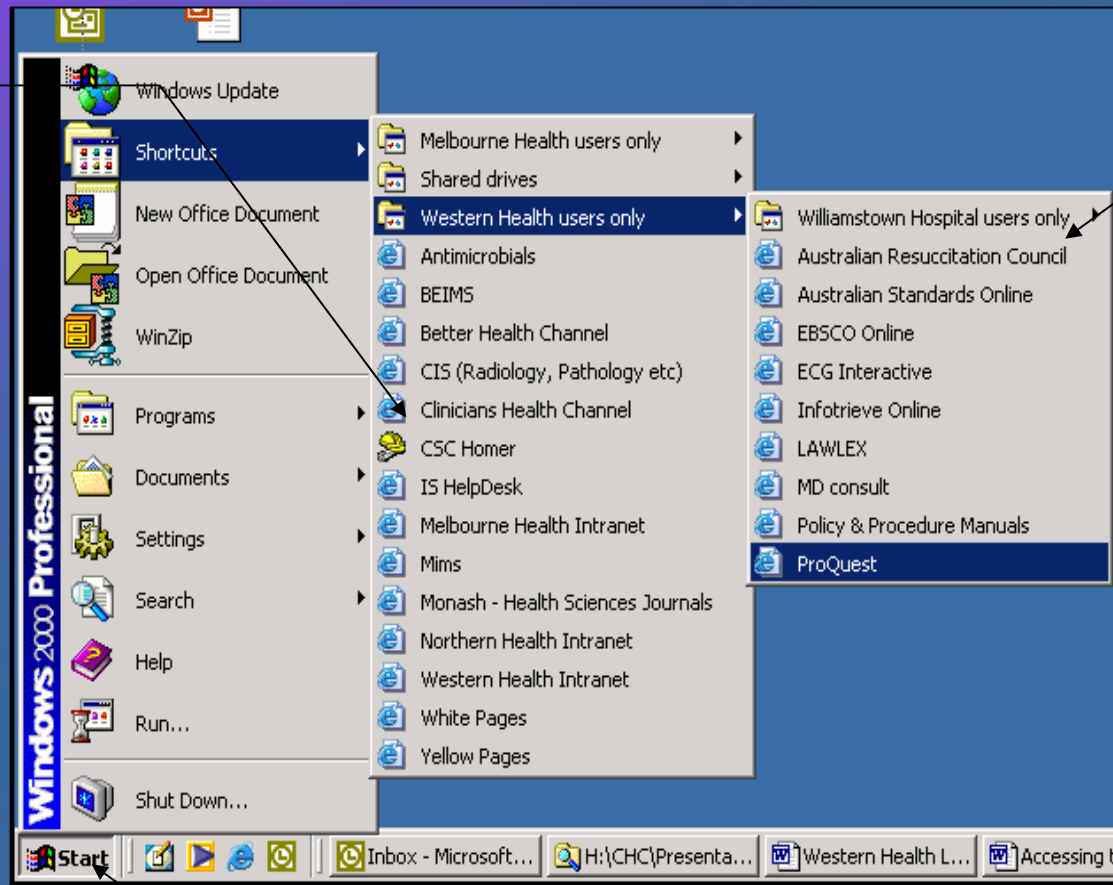 Windows 2000 Professional
Windows Update
Shortcuts
New Office Document
Open Office Document
WinZip
Programs
Documents
Settings
Search
Help
Run...
Shut Down...
Melbourne Health users only
Shared drives
Western Health users only
Antimicrobials
BEIMS
Better Health Channel
CIS (Radiology, Pathology etc)
Clinicians Health Channel
CSC Homer
IS HelpDesk
Melbourne Health Intranet
Mims
Monash - Health Sciences Journals
Northern Health Intranet
Western Health Intranet
White Pages
Yellow Pages
Williamstown Hospital users only
Australian Resuccitation Council
Australian Standards Online
EBSCO Online
ECG Interactive
Infotrieve Online
LAWLEX
MD consult
Policy & Procedure Manuals
ProQuest
Start
Inbox - Microsoft...
H:\CHC\Presenta...
Western Health L...
Accessing t